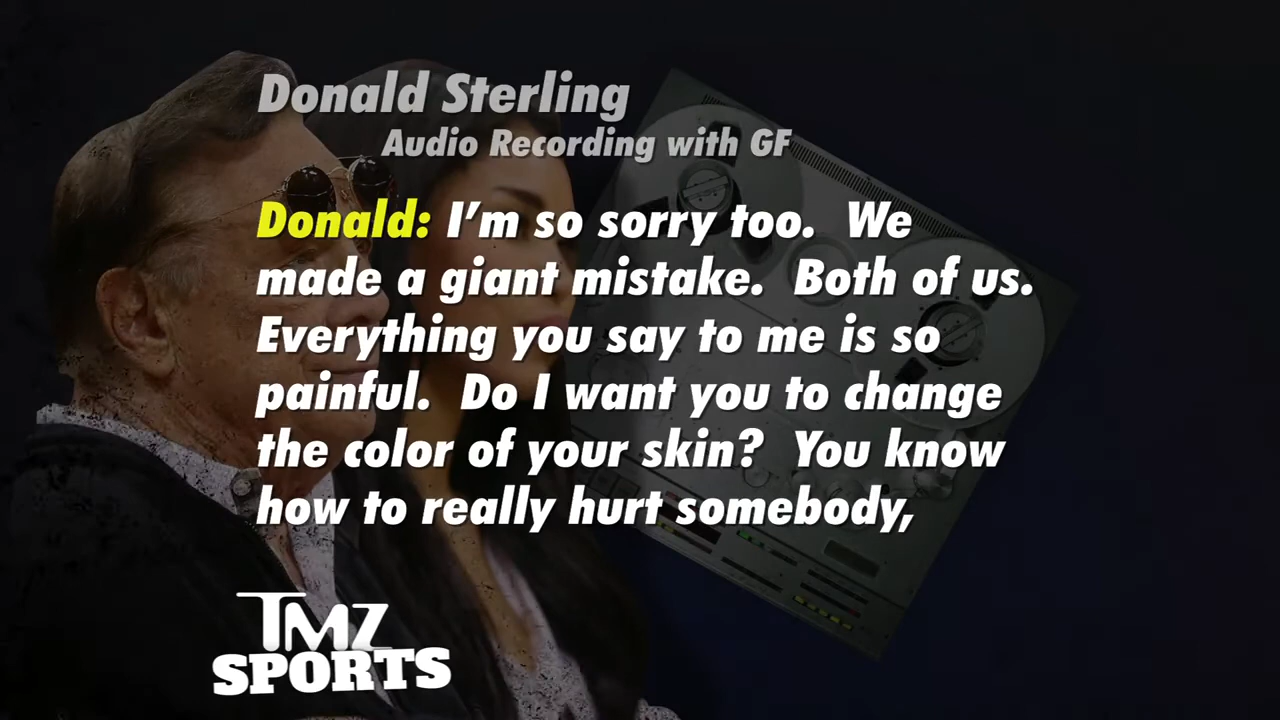 Donald Sterling
Audio Recording with GF
Donald: I'm so sorry too. We
made a giant mistake. Both of us.
Everything you say to me is so
painful. Do I want you to change
the color of your skin? You know
how to really hurt somebody,
TMZ
SPORTS